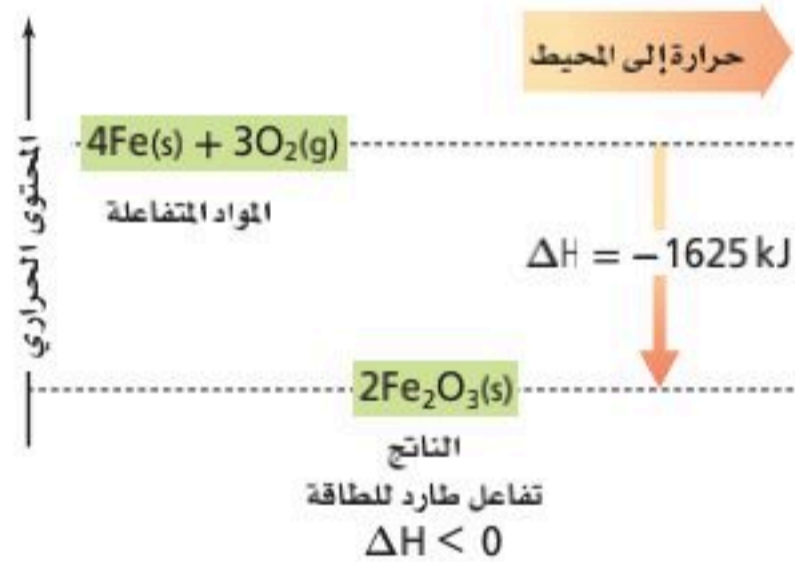 حرارة إلى المحيط
4Fe(s) + 3O₂(g)
المواد المتفاعلة
المحتوى الحراري
ΔH = −1625 kJ
2Fe₂O₃(s)
الناتج
تفاعل طارد للطاقة
ΔH < 0